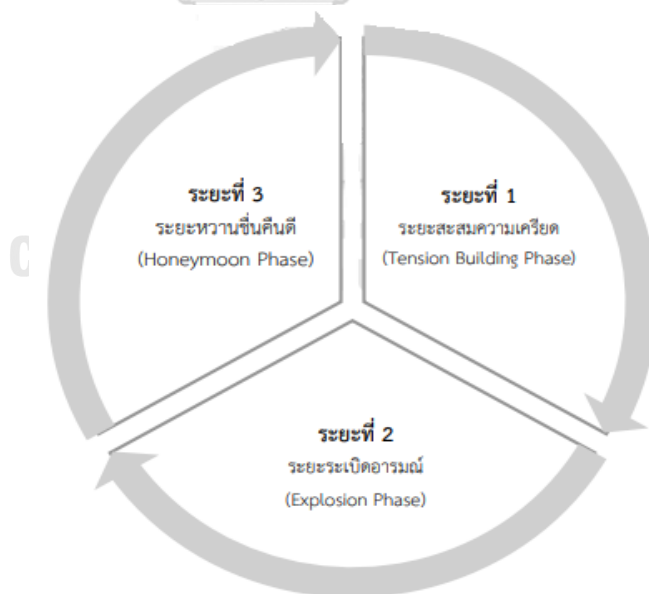 ระยะที่ 3
ระยะหวานชื่นคืนดี
(Honeymoon Phase)
ระยะที่ 1
ระยะสะสมความเครียด
(Tension Building Phase)
ระยะที่ 2
ระยะระเบิดอารมณ์
(Explosion Phase)